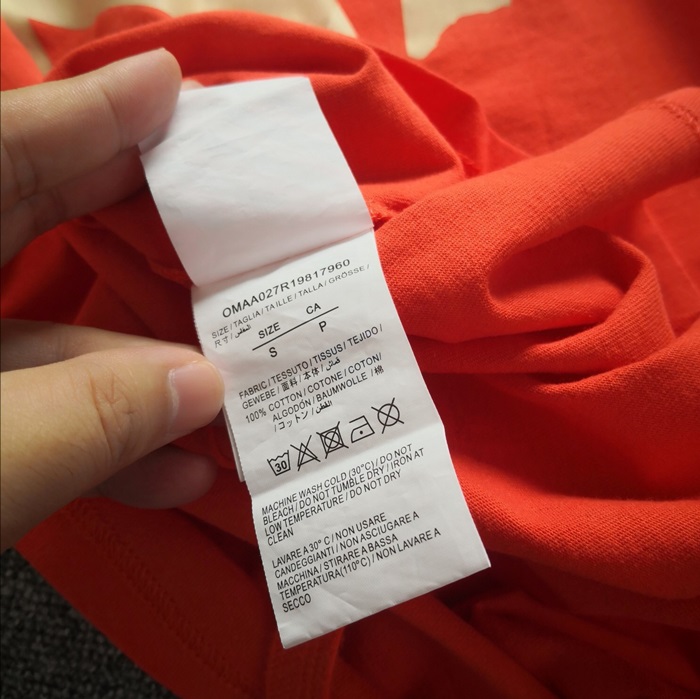 OMAA027R19817960
SIZE/TAGLIA/TAILLE/TALLA/GRÖSSE/
尺寸/المقاس
SIZE CA
S P
FABRIC/TESSUTO/TISSUS/TEJIDO/
GEWEBE/面料/本体/قماش
100% COTTON/COTONE/COTON/
ALGODÓN/BAUMWOLLE/棉
/コットン/القطن
30
MACHINE WASH COLD (30°C)/DO NOT
BLEACH/DO NOT TUMBLE DRY/IRON AT
LOW TEMPERATURE/DO NOT DRY
CLEAN
LAVARE A 30° C/NON USARE
CANDEGGIANTI/NON ASCIUGARE A
MACCHINA/STIRARE A BASSA
TEMPERATURA(110°C)/NON LAVARE A
SECCO